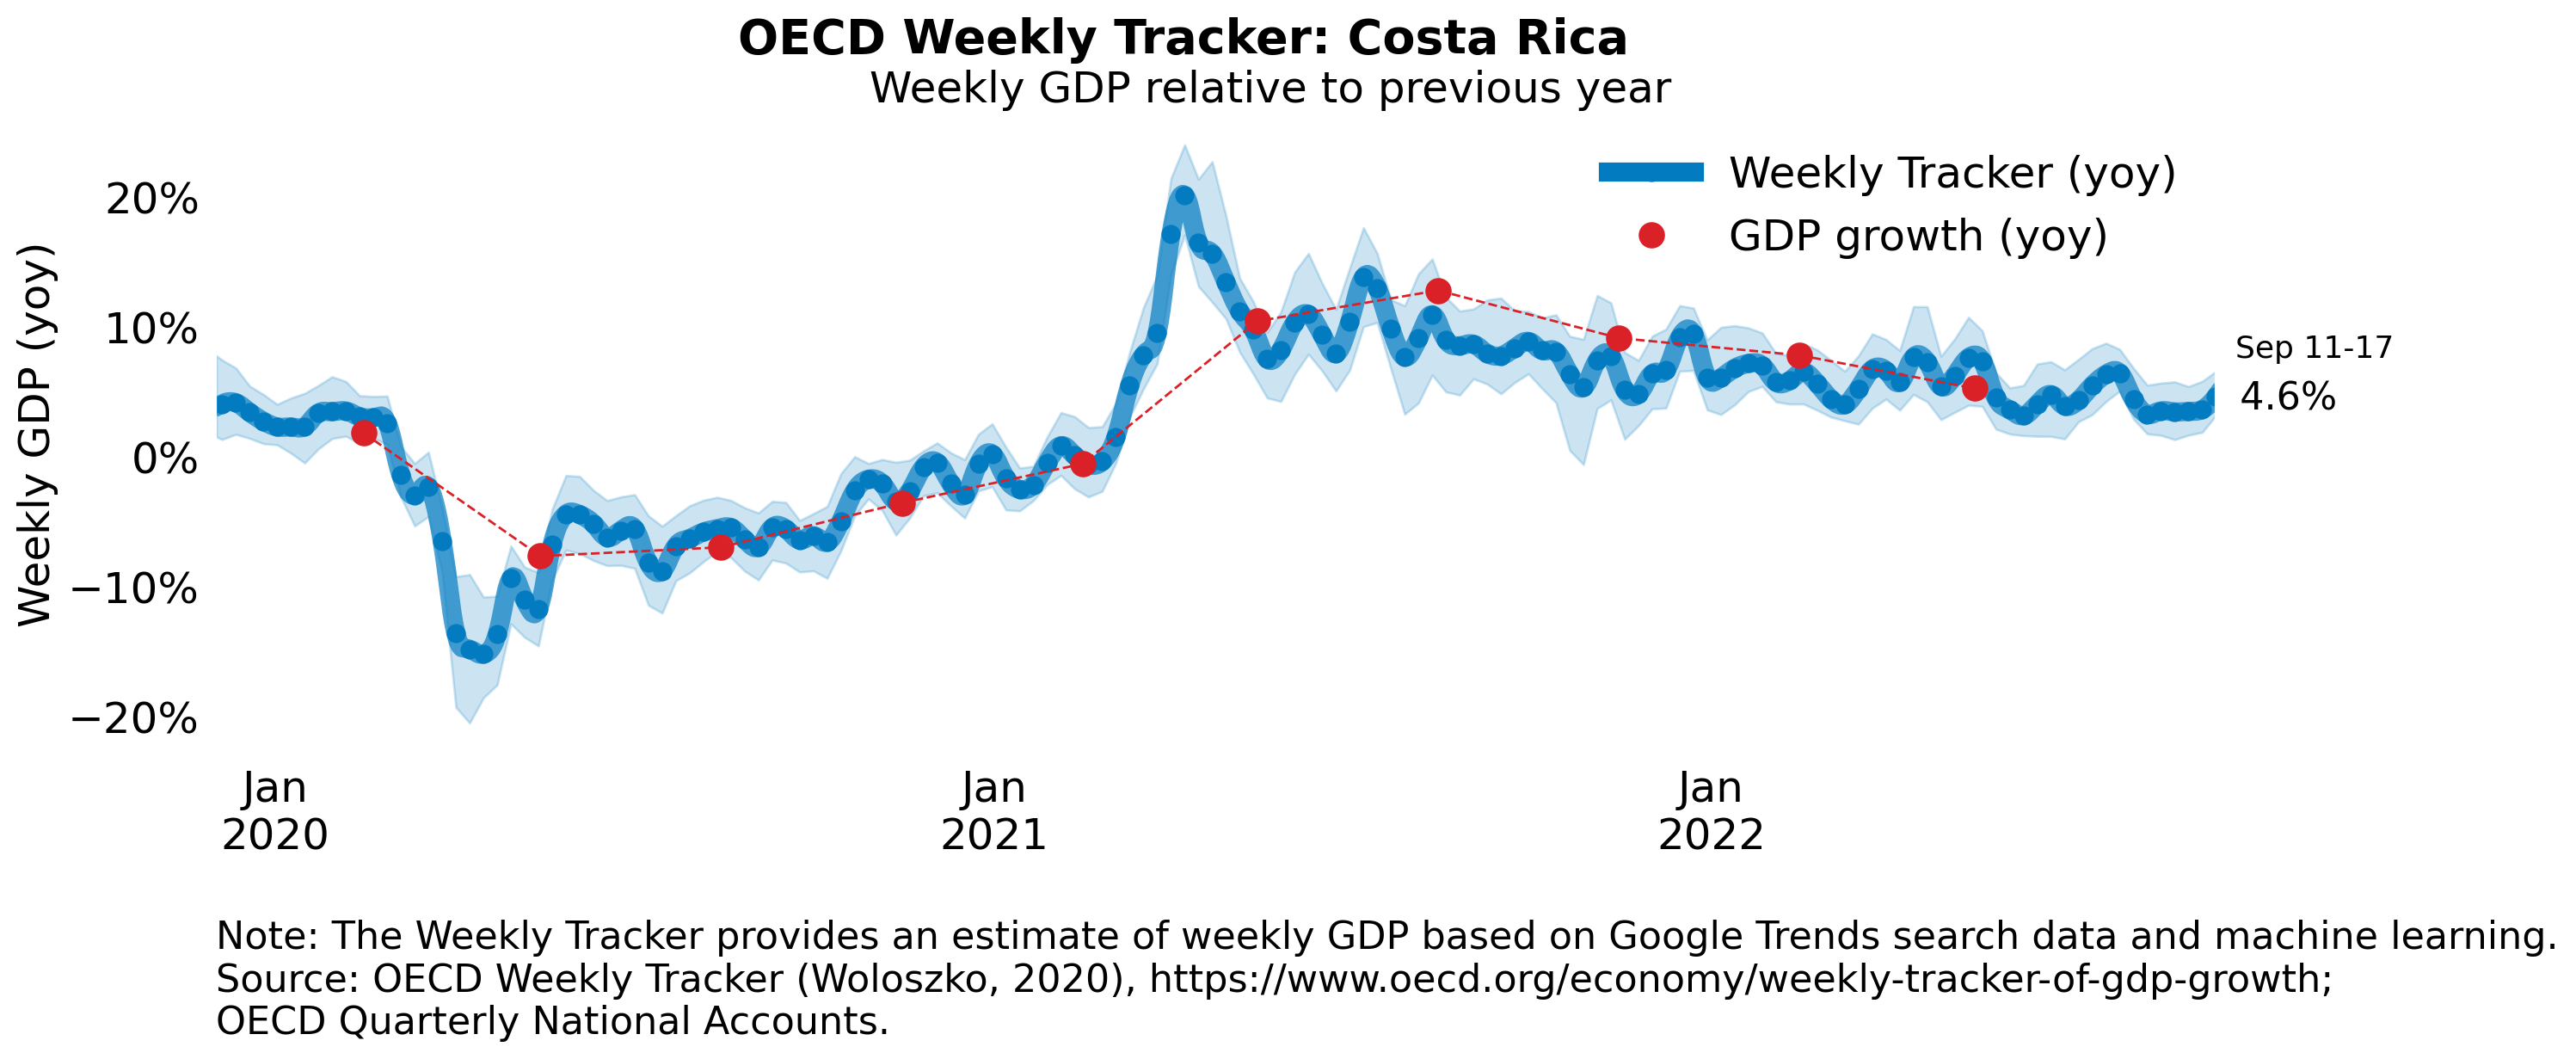 OECD Weekly Tracker: Costa Rica
Weekly GDP relative to previous year
Weekly Tracker (yoy)
GDP growth (yoy)
Weekly GDP (yoy)
20%
10%
0%
−10%
−20%
Sep 11-17
4.6%
Jan
2020
Jan
2021
Jan
2022
Note: The Weekly Tracker provides an estimate of weekly GDP based on Google Trends search data and machine learning.
Source: OECD Weekly Tracker (Woloszko, 2020), https://www.oecd.org/economy/weekly-tracker-of-gdp-growth;
OECD Quarterly National Accounts.